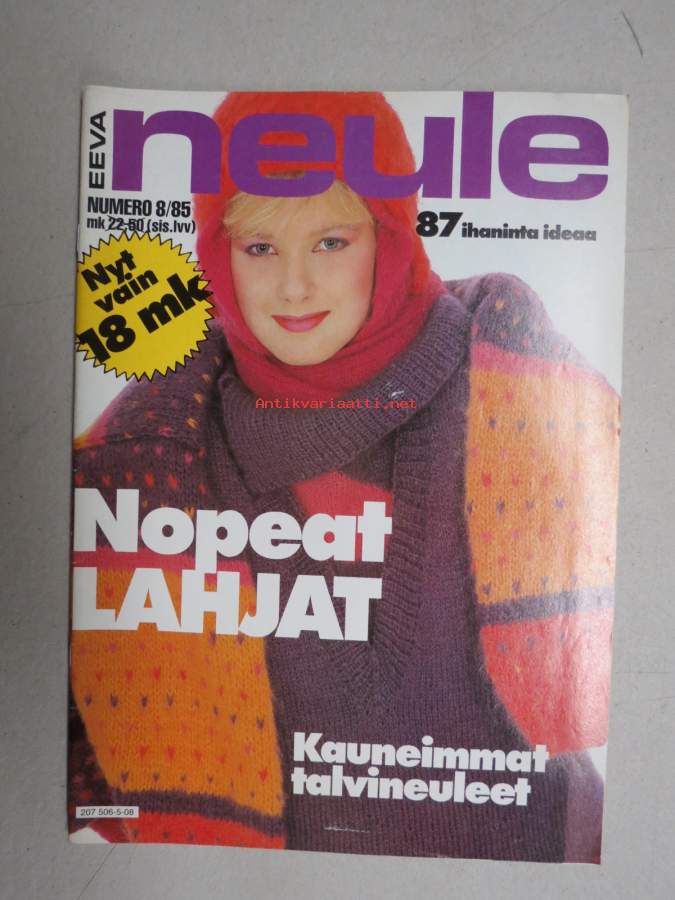 EEVA
neule
NUMERO 8/85
mk 22-50 (sis.lvv)
87 ihaninta ideaa
Nyt
vain
18 mk
Antikvariaatti.net
Nopeat
LAHJAT
Kauneimmat
talvineuleet
207 506-5-08